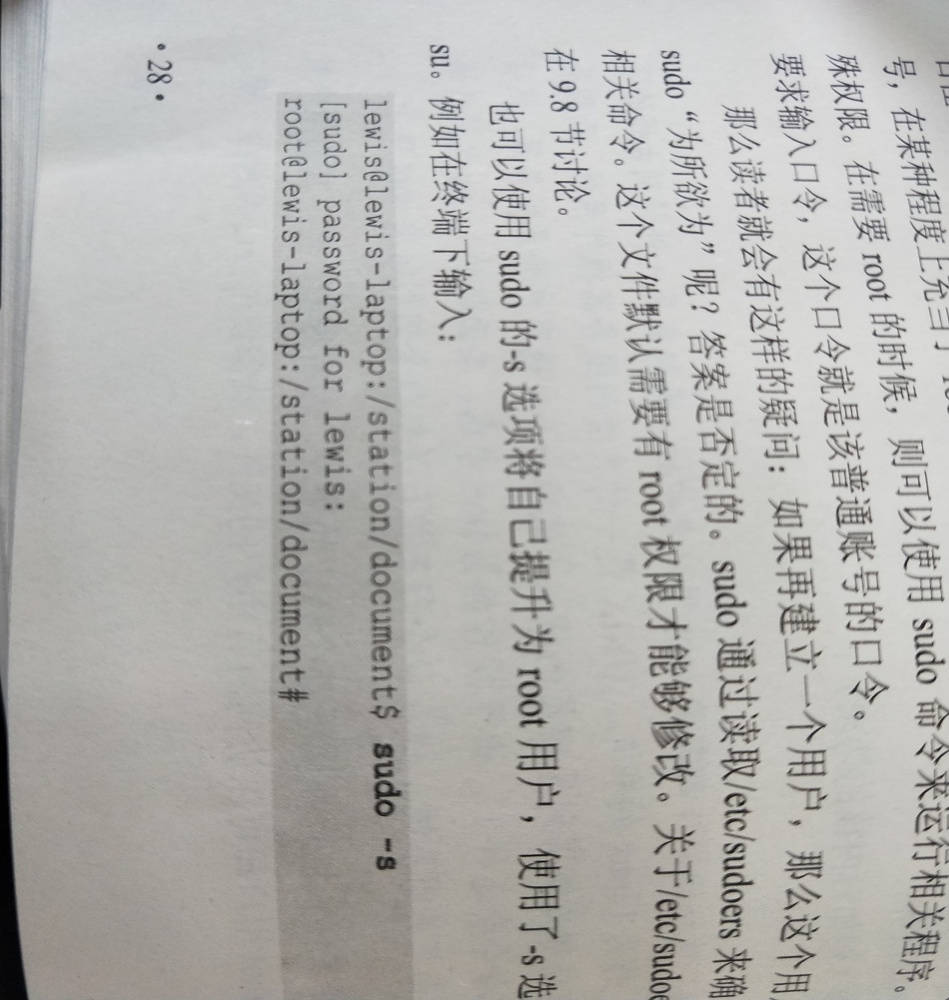 号，在某种程度上充当了
殊权限。在需要 root 的时候，则可以使用 sudo 命令来运行相关程序。
要求输入口令，这个口令就是该普通账号的口令。
那么读者就会有这样的疑问：如果再建立一个用户，那么这个用
sudo“为所欲为”呢？答案是否定的。sudo 通过读取/etc/sudoers 来确
相关命令。这个文件默认需要有 root 权限才能够修改。关于/etc/sudoe
在 9.8 节讨论。
也可以使用 sudo 的-s 选项将自己提升为 root 用户，使用了-s 选
su。例如在终端下输入：
lewis@lewis-laptop:/station/document$ sudo -s
[sudo] password for lewis:
root@lewis-laptop:/station/document#
·28·